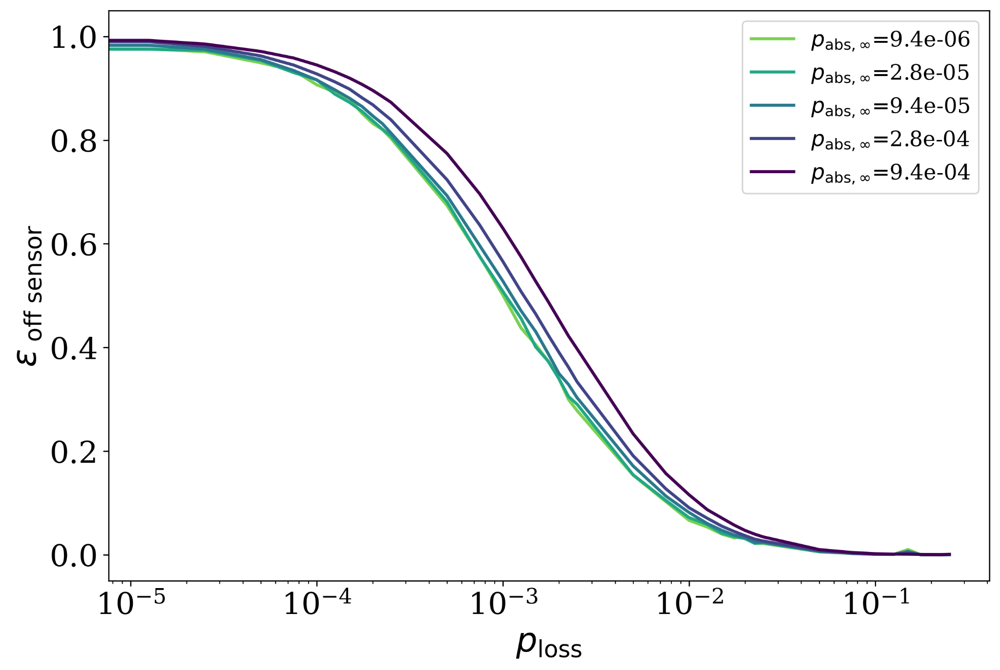 1.0
0.8
0.6
0.4
0.2
0.0
ε off sensor
p_abs, ∞=9.4e-06
p_abs, ∞=2.8e-05
p_abs, ∞=9.4e-05
p_abs, ∞=2.8e-04
p_abs, ∞=9.4e-04
10⁻⁵ 10⁻⁴ 10⁻³ 10⁻² 10⁻¹
p_loss